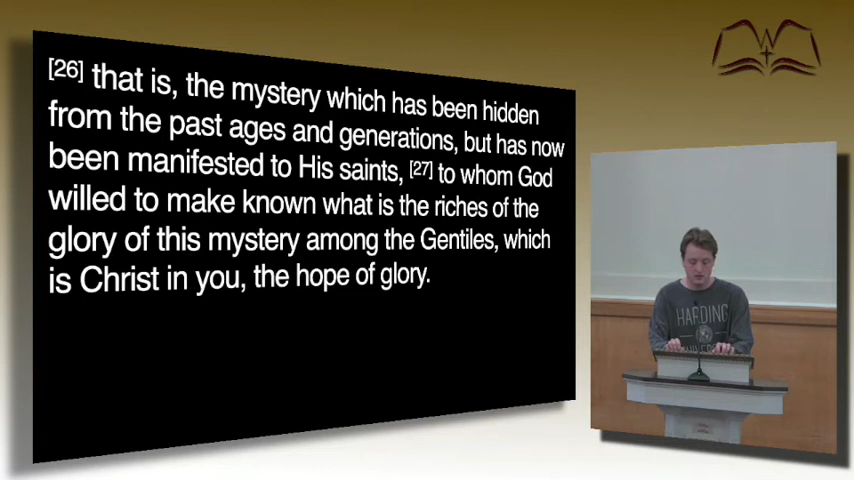 [26] that is, the mystery which has been hidden
from the past ages and generations, but has now
been manifested to His saints, [27] to whom God
willed to make known what is the riches of the
glory of this mystery among the Gentiles, which
is Christ in you, the hope of glory.
HARDING
UNIVERSITY